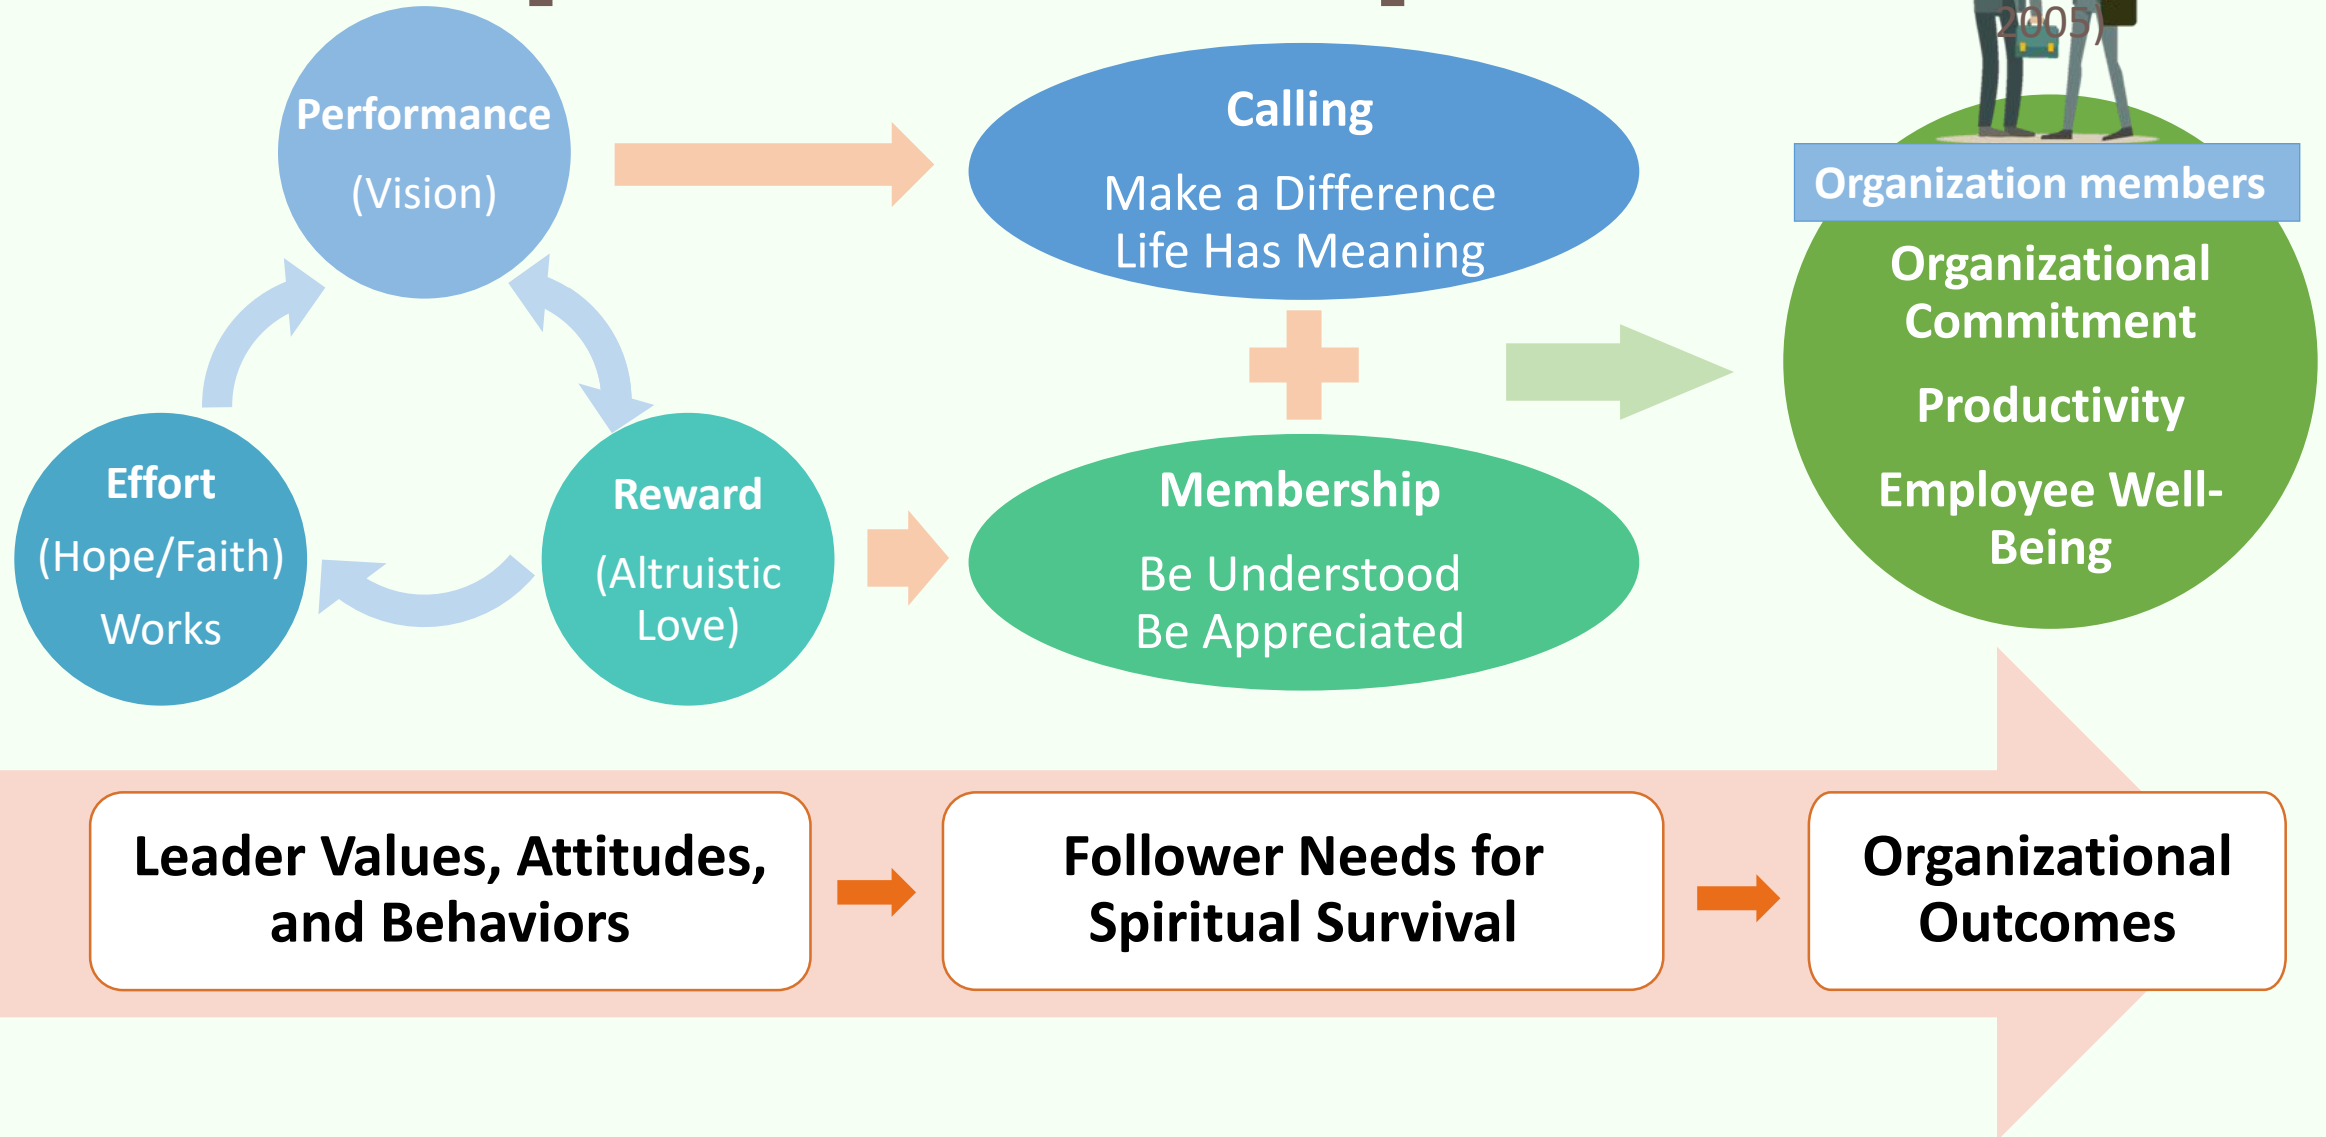 2005)
Performance
(Vision)
Calling
Make a Difference
Life Has Meaning
Organization members
Organizational
Commitment
Productivity
Employee Well-
Being
Effort
(Hope/Faith)
Works
Reward
(Altruistic
Love)
Membership
Be Understood
Be Appreciated
Leader Values, Attitudes,
and Behaviors
Follower Needs for
Spiritual Survival
Organizational
Outcomes